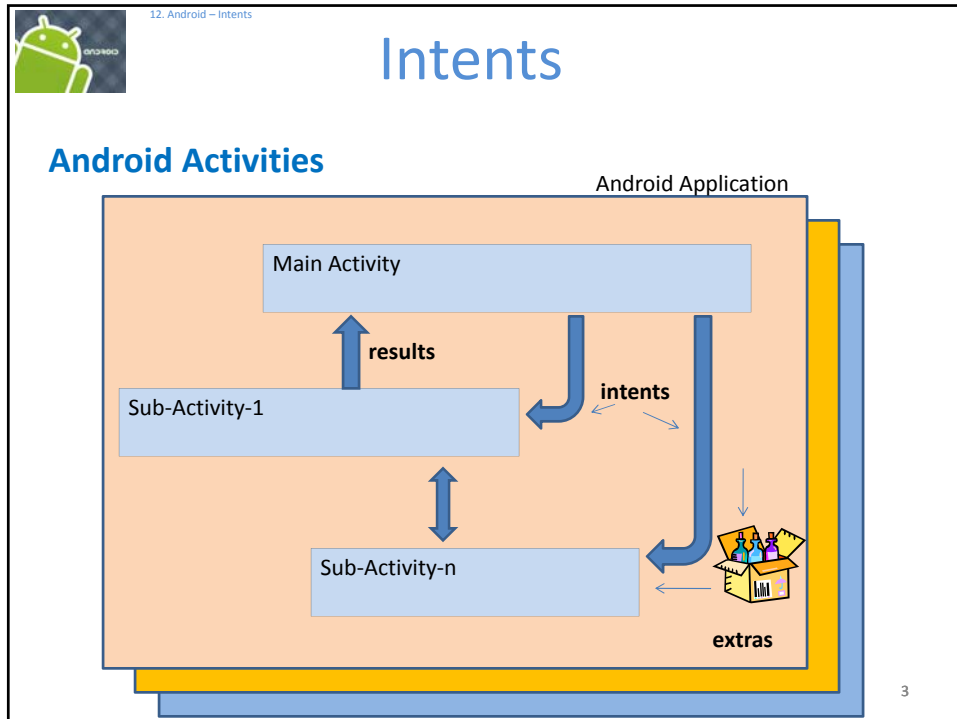 12. Android – Intents
android
Intents
Android Activities
Android Application
Main Activity
results
intents
Sub-Activity-1
Sub-Activity-n
extras
3